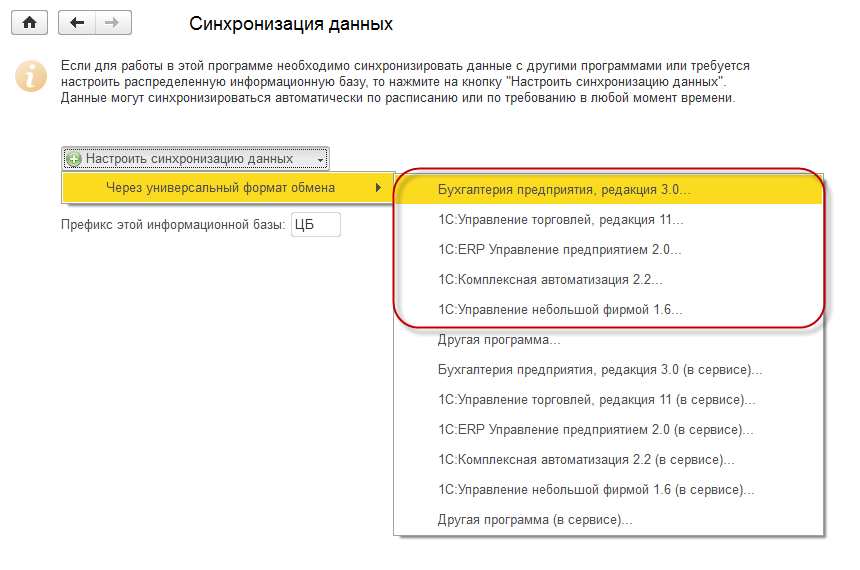 Синхронизация данных
Если для работы в этой программе необходимо синхронизировать данные с другими программами или требуется
настроить распределенную информационную базу, то нажмите на кнопку "Настроить синхронизацию данных".
Данные могут синхронизироваться автоматически по расписанию или по требованию в любой момент времени.
Настроить синхронизацию данных
Через универсальный формат обмена
Префикс этой информационной базы: ЦБ
Бухгалтерия предприятия, редакция 3.0...
1С:Управление торговлей, редакция 11...
1С:ERP Управление предприятием 2.0...
1С:Комплексная автоматизация 2.2...
1С:Управление небольшой фирмой 1.6...
Другая программа...
Бухгалтерия предприятия, редакция 3.0 (в сервисе)...
1С:Управление торговлей, редакция 11 (в сервисе)...
1С:ERP Управление предприятием 2.0 (в сервисе)...
1С:Комплексная автоматизация 2.2 (в сервисе)...
1С:Управление небольшой фирмой 1.6 (в сервисе)...
Другая программа (в сервисе)...